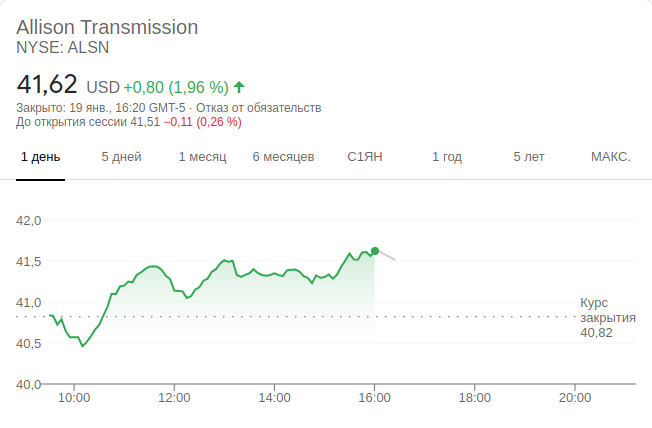 Allison Transmission
NYSE: ALSN
41,62 USD +0,80 (1,96 %)
Закрыто: 19 янв., 16:20 GMT-5 · Отказ от обязательств
До открытия сессии 41,51 −0,11 (0,26 %)
1 день 5 дней 1 месяц 6 месяцев С1ЯН 1 год 5 лет МАКС.
42,0
41,5
41,0
40,5
40,0
Курс
закрытия
40,82
10:00 12:00 14:00 16:00 18:00 20:00